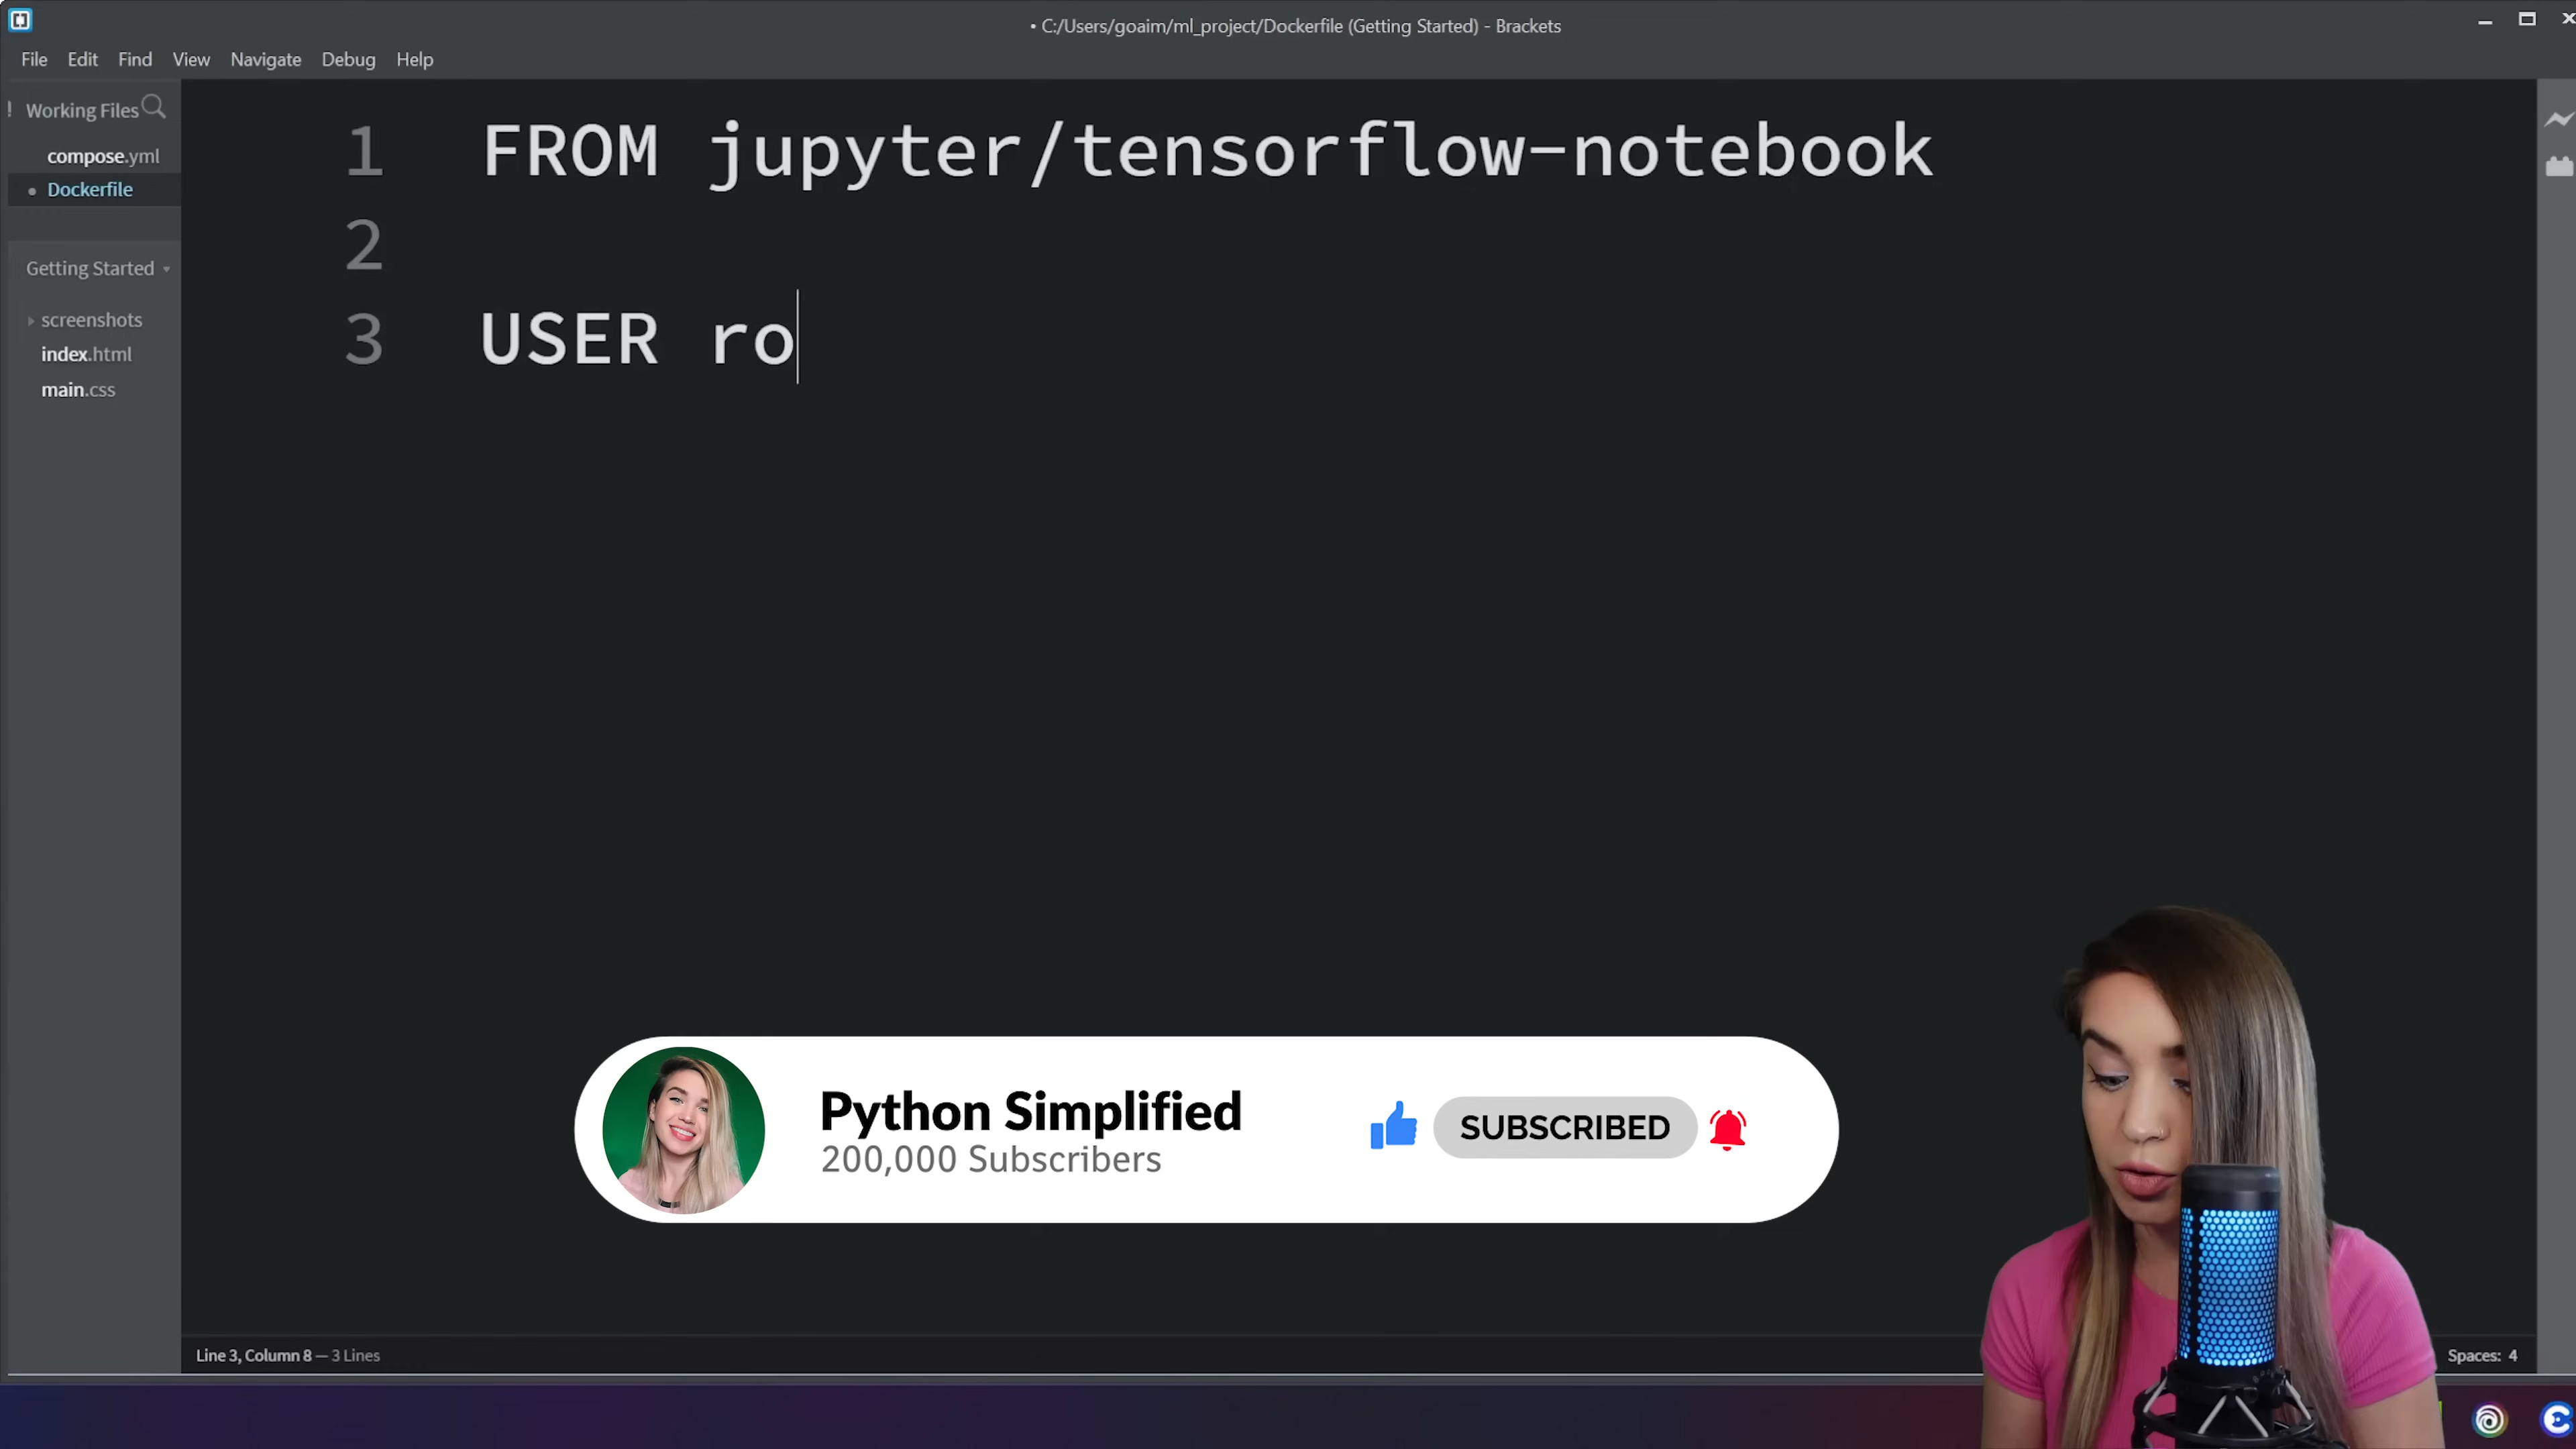 • C:/Users/goaim/ml_project/Dockerfile (Getting Started) - Brackets
File Edit Find View Navigate Debug Help
Working Files
compose.yml
Dockerfile
Getting Started
screenshots
index.html
main.css
1 FROM jupyter/tensorflow-notebook
2
3 USER ro
Python Simplified
200,000 Subscribers
SUBSCRIBED
Line 3, Column 8 — 3 Lines
Spaces: 4